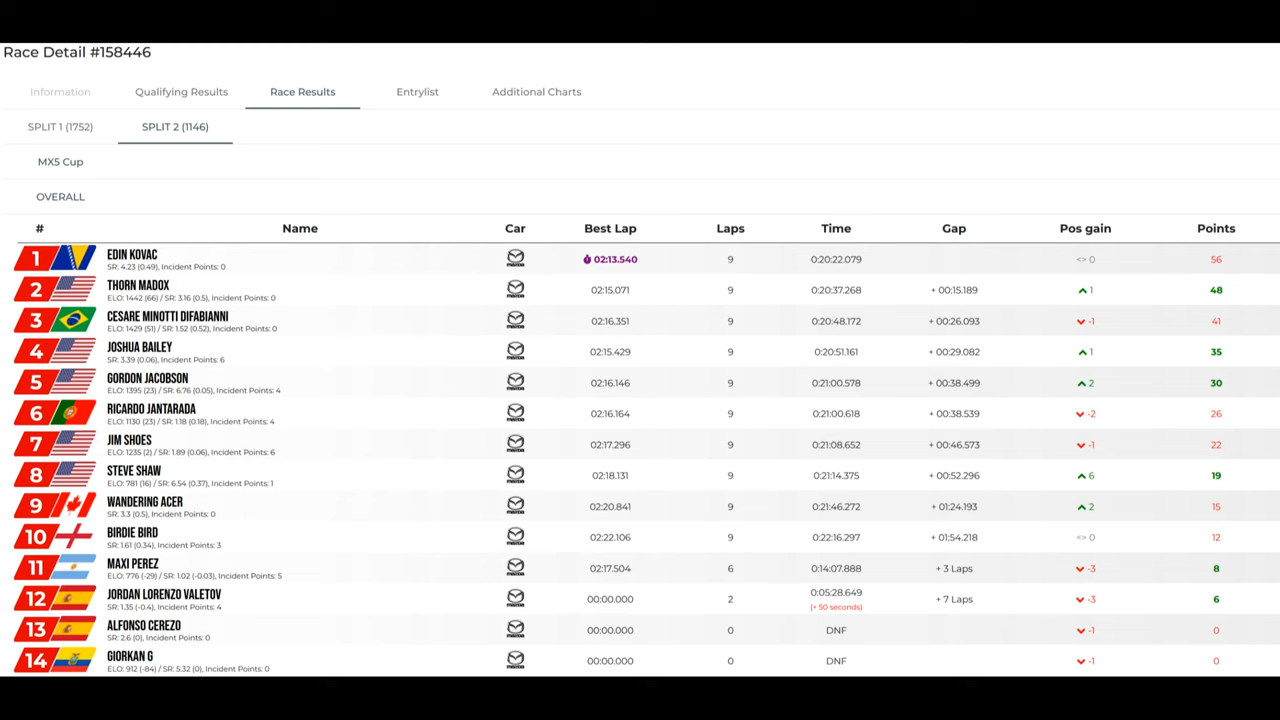 Race Detail #158446
Information Qualifying Results Race Results Entrylist Additional Charts
SPLIT 1 (1752) SPLIT 2 (1146)
MX5 Cup
OVERALL
# Name Car Best Lap Laps Time Gap Pos gain Points
1 EDIN KOVAC 02:13.540 9 0:20:22.079 <> 0 56
SR: 4.23 (0.49), Incident Points: 0
2 THORN MADOX 02:15.071 9 0:20:37.268 + 00:15.189 1 48
ELO: 1442 (66) / SR: 3.16 (0.5), Incident Points: 0
3 CESARE MINOTTI DIFABIANNI 02:16.351 9 0:20:48.172 + 00:26.093 -1 41
ELO: 1429 (51) / SR: 1.52 (0.52), Incident Points: 0
4 JOSHUA BAILEY 02:15.429 9 0:20:51.161 + 00:29.082 1 35
SR: 3.39 (0.06), Incident Points: 6
5 GORDON JACOBSON 02:16.146 9 0:21:00.578 + 00:38.499 2 30
ELO: 1395 (23) / SR: 6.76 (0.05), Incident Points: 4
6 RICARDO JANTARADA 02:16.164 9 0:21:00.618 + 00:38.539 -2 26
ELO: 1130 (23) / SR: 1.18 (0.18), Incident Points: 4
7 JIM SHOES 02:17.296 9 0:21:08.652 + 00:46.573 -1 22
ELO: 1235 (2) / SR: 1.89 (0.06), Incident Points: 6
8 STEVE SHAW 02:18.131 9 0:21:14.375 + 00:52.296 6 19
ELO: 781 (16) / SR: 6.54 (0.37), Incident Points: 1
9 WANDERING ACER 02:20.841 9 0:21:46.272 + 01:24.193 2 15
SR: 3.3 (0.5), Incident Points: 0
10 BIRDIE BIRD 02:22.106 9 0:22:16.297 + 01:54.218 <> 0 12
SR: 1.61 (0.34), Incident Points: 3
11 MAXI PEREZ 02:17.504 6 0:14:07.888 + 3 Laps -3 8
ELO: 776 (-29) / SR: 1.02 (-0.03), Incident Points: 5
12 JORDAN LORENZO VALETOV 00:00.000 2 0:05:28.649 + 7 Laps -3 6
SR: 1.35 (-0.4), Incident Points: 4 (+ 50 seconds)
13 ALFONSO CEREZO 00:00.000 0 DNF -1 0
SR: 2.6 (0), Incident Points: 0
14 GIORKAN G 00:00.000 0 DNF -1 0
ELO: 912 (-84) / SR: 5.32 (0), Incident Points: 0